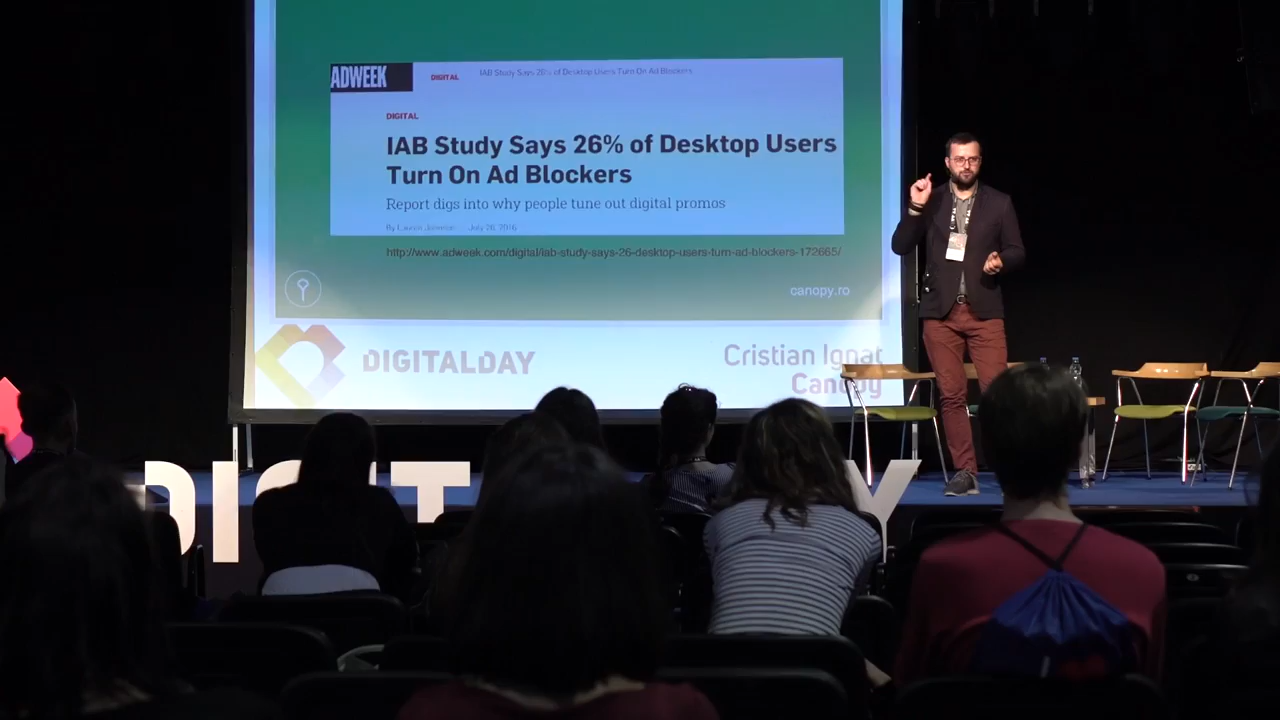 ADWEEK
DIGITAL
IAB Study Says 26% of Desktop Users Turn On Ad Blockers
DIGITAL
IAB Study Says 26% of Desktop Users
Turn On Ad Blockers
Report digs into why people tune out digital promos
By Lauren Johnson July 26, 2016
http://www.adweek.com/digital/iab-study-says-26-desktop-users-turn-ad-blockers-172665/
canopy.ro
DIGITALDAY
Cristian Ignat
Canopy